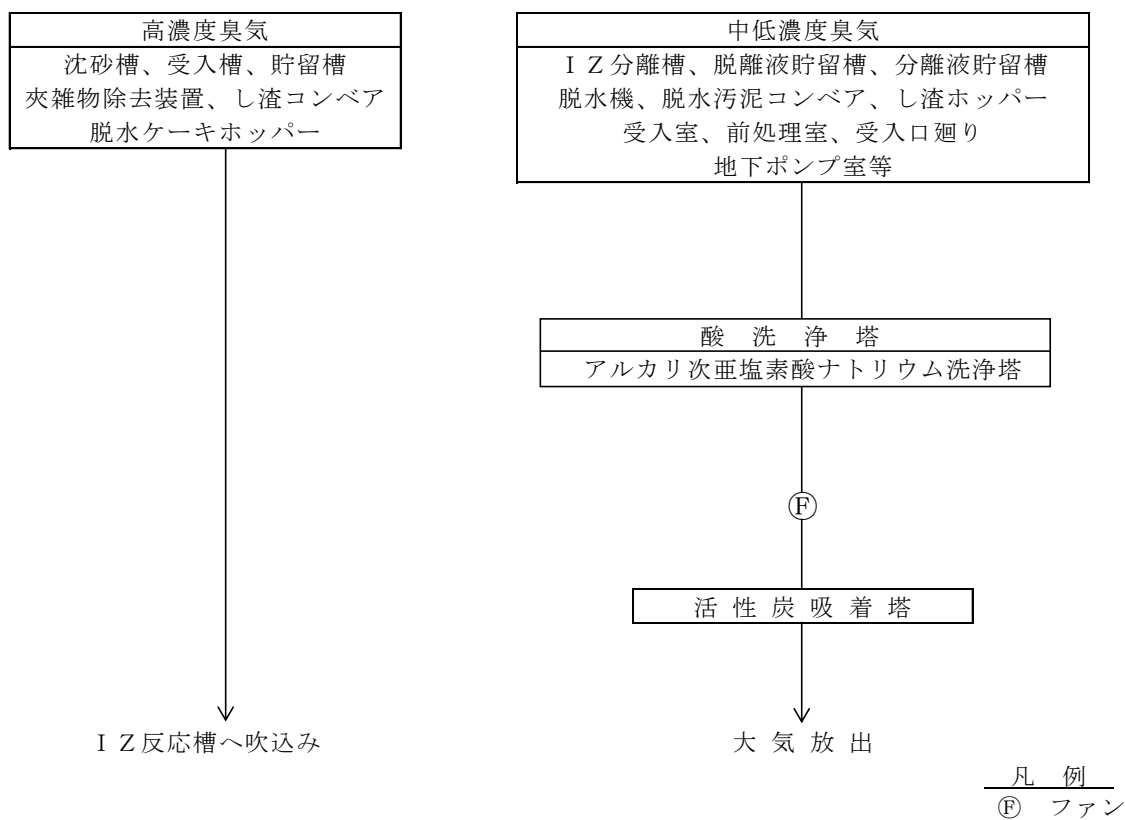 高濃度臭気
沈砂槽、受入槽、貯留槽
夾雑物除去装置、し渣コンベア
脱水ケーキホッパー
ＩＺ反応槽へ吹込み
中低濃度臭気
ＩＺ分離槽、脱離液貯留槽、分離液貯留槽
脱水機、脱水汚泥コンベア、し渣ホッパー
受入室、前処理室、受入口廻り
地下ポンプ室等
酸　洗　浄　塔
アルカリ次亜塩素酸ナトリウム洗浄塔
Ⓕ
活 性 炭 吸 着 塔
大 気 放 出
凡　例
Ⓕ　ファン